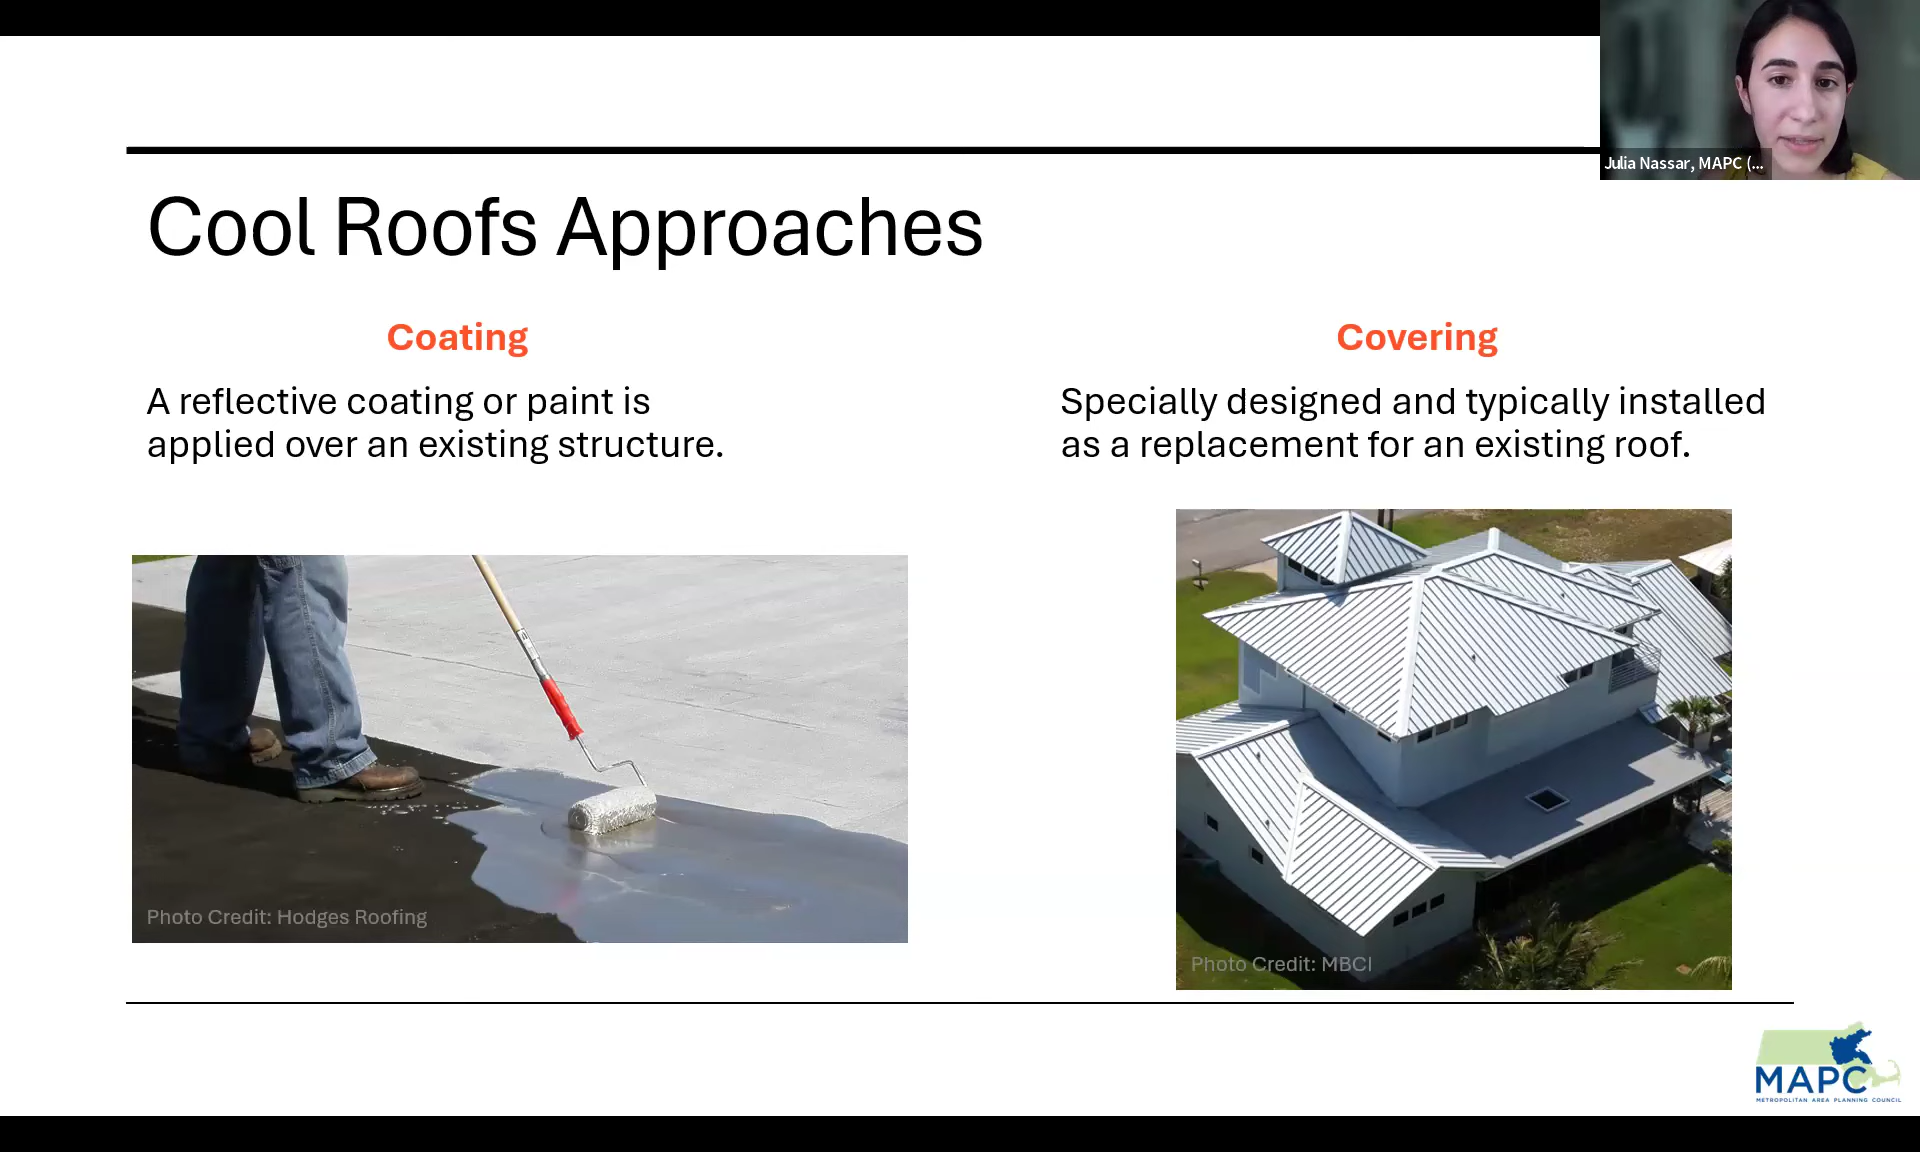 Julia Nassar, MAPC (...
Cool Roofs Approaches
Coating
A reflective coating or paint is
applied over an existing structure.
Photo Credit: Hodges Roofing
Covering
Specially designed and typically installed
as a replacement for an existing roof.
Photo Credit: MBCI
MAPC
METROPOLITAN AREA PLANNING COUNCIL